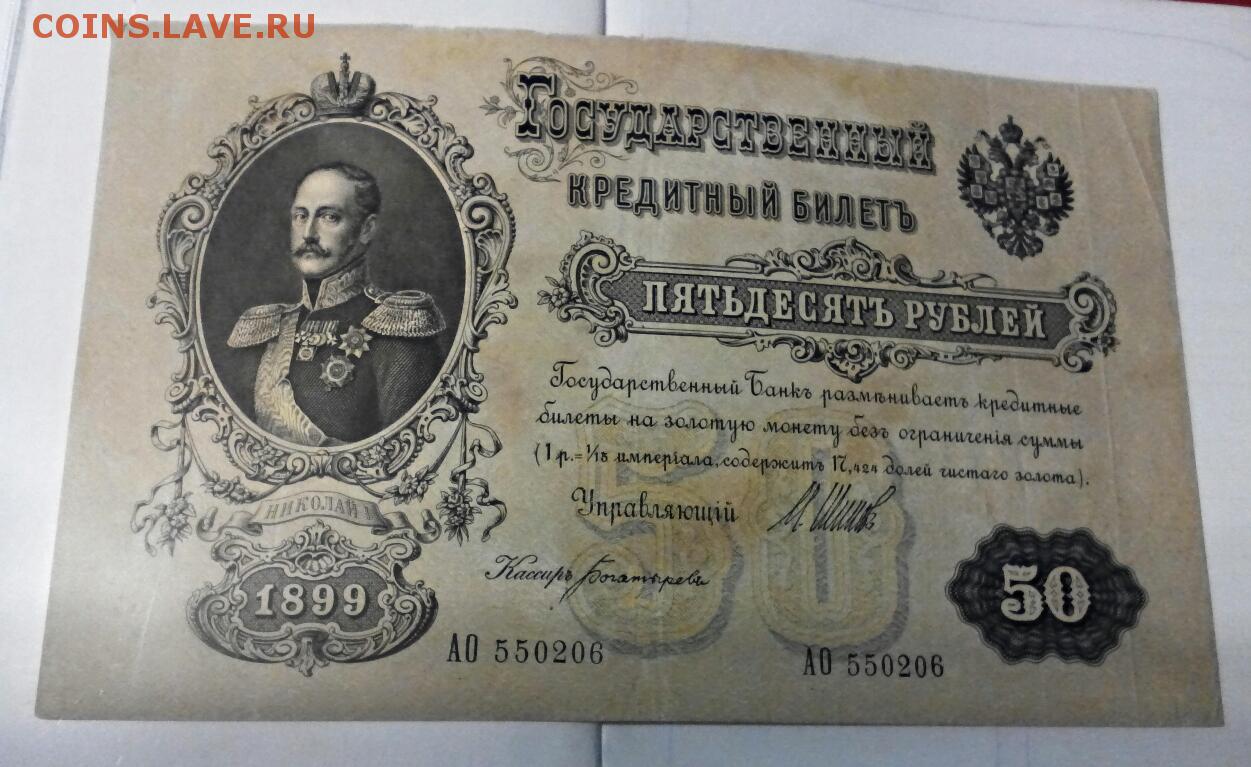 COINS.LAVE.RU
ГОСУДАРСТВЕННЫЙ
КРЕДИТНЫЙ БИЛЕТЪ
ПЯТЬДЕСЯТЪ РУБЛЕЙ
Государственный Банкъ размѣниваетъ кредитные
билеты на золотую монету безъ ограниченія суммы
(1 р.= 1/15 имперіала, содержитъ 17,424 долей чистаго золота).
Управляющій И. Шипов
НИКОЛАЙ I
Кассиръ Богатыревъ
1899
50
50
АО 550206
АО 550206